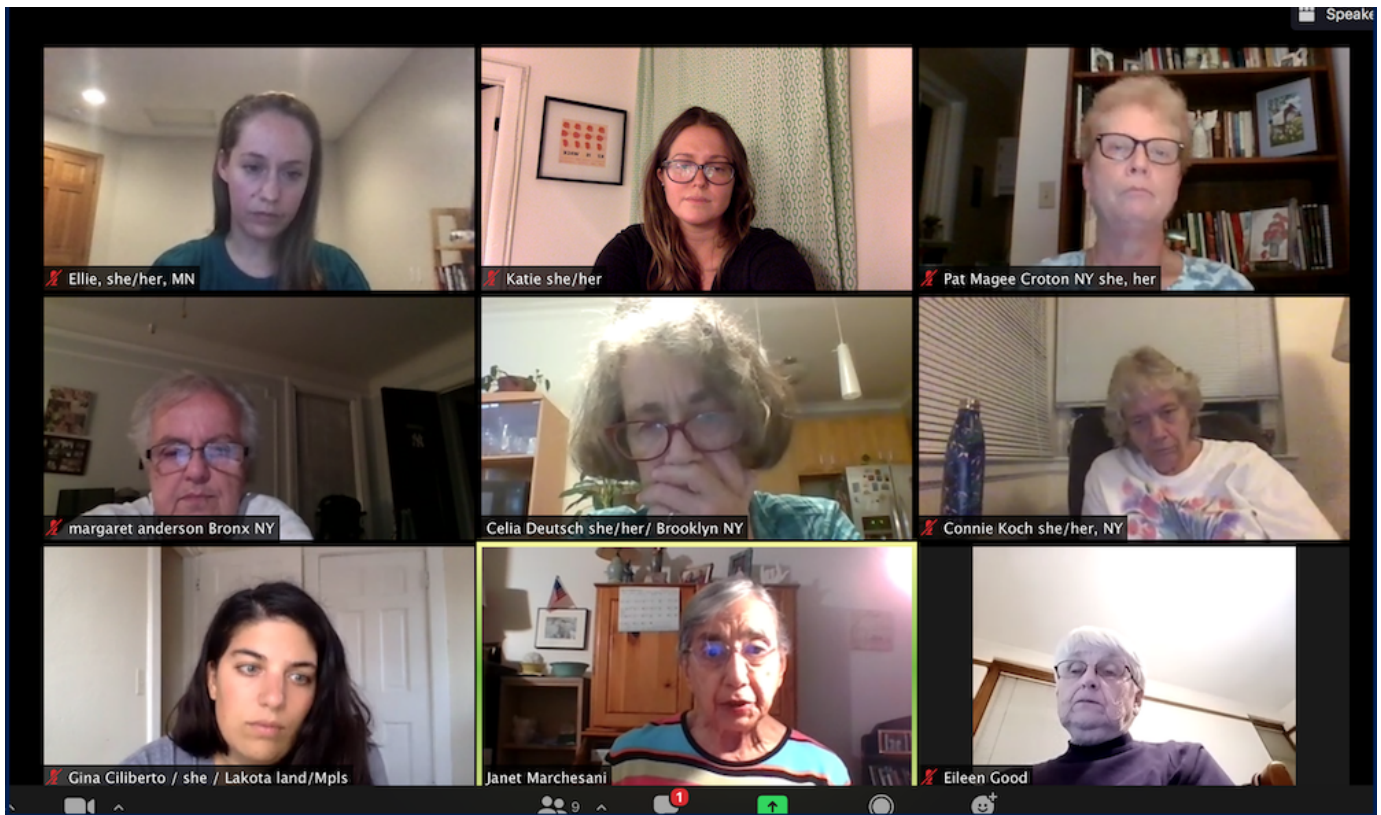 Speake
Ellie, she/her, MN
Katie she/her
Pat Magee Croton NY she, her
margaret anderson Bronx NY
Celia Deutsch she/her/ Brooklyn NY
Connie Koch she/her, NY
Gina Ciliberto / she / Lakota land/Mpls
Janet Marchesani
Eileen Good
9
1